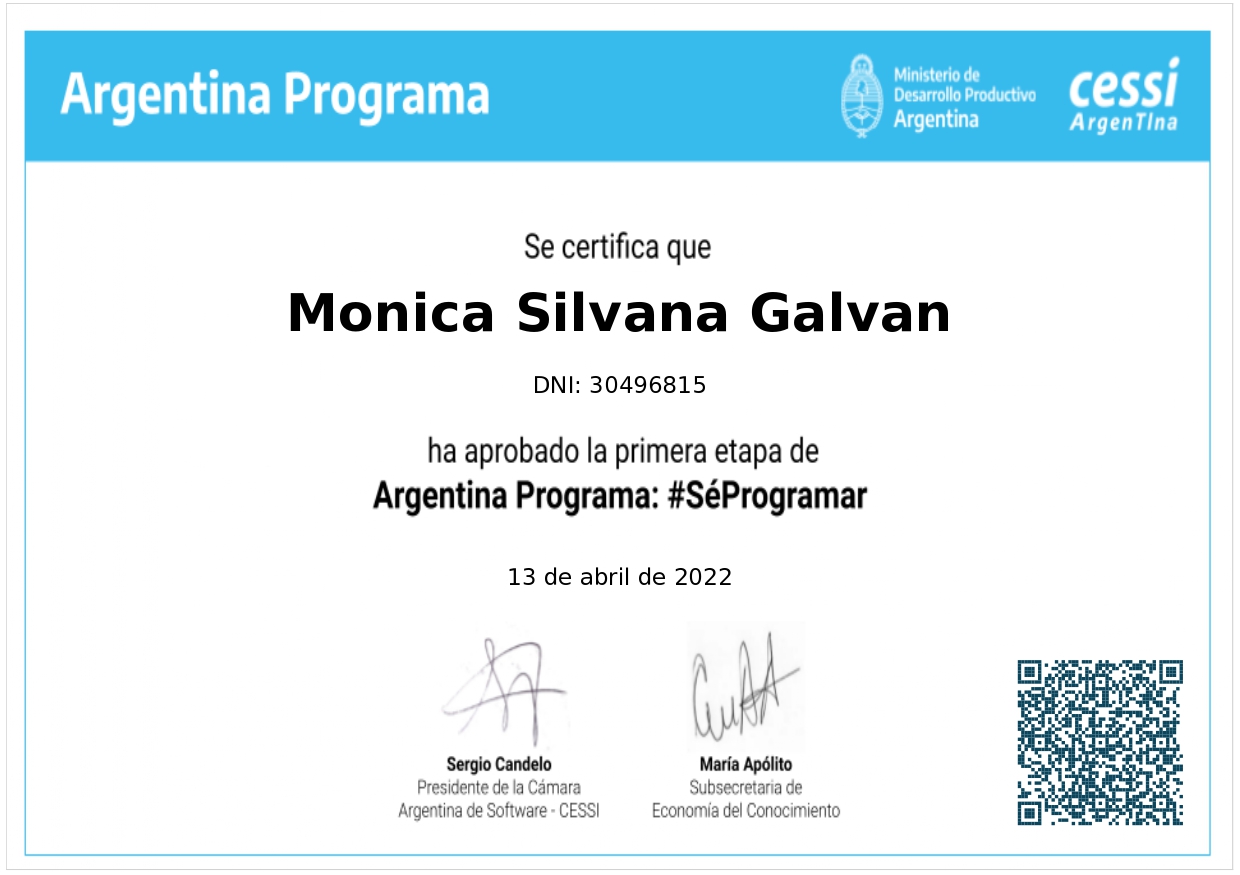 Argentina Programa
Ministerio de
Desarrollo Productivo
Argentina
cessi
ArgenTIna
Se certifica que
Monica Silvana Galvan
DNI: 30496815
ha aprobado la primera etapa de
Argentina Programa: #SéProgramar
13 de abril de 2022
Sergio Candelo
Presidente de la Cámara
Argentina de Software - CESSI
María Apólito
Subsecretaria de
Economía del Conocimiento